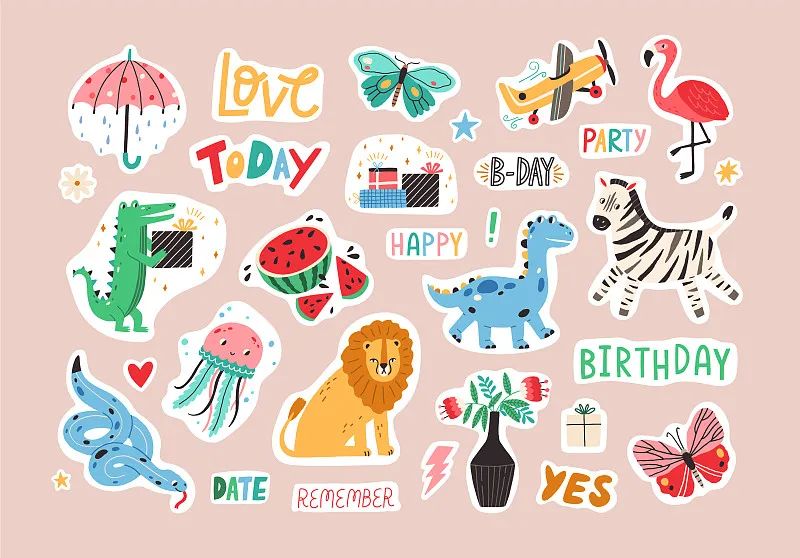 LOVE
TODAY
PARTY
B-DAY
HAPPY
!
BIRTHDAY
DATE
REMEMBER
YES